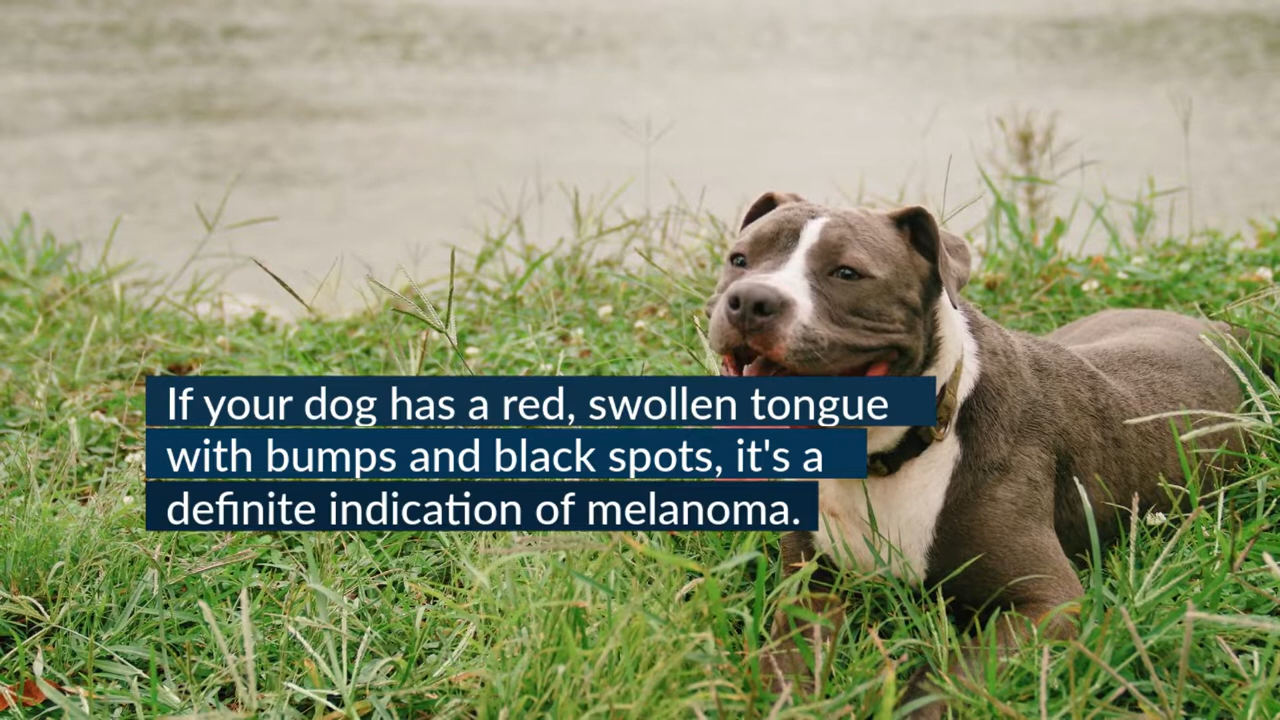 If your dog has a red, swollen tongue
with bumps and black spots, it's a
definite indication of melanoma.